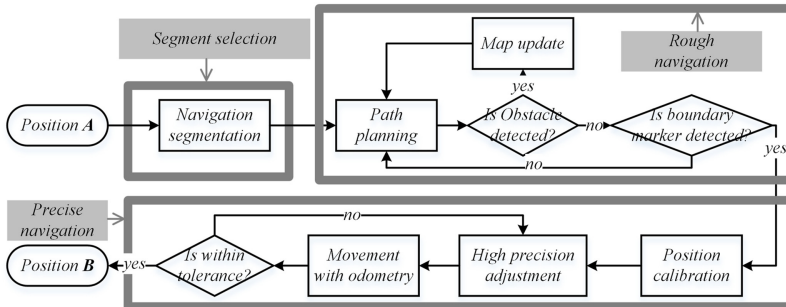 Segment selection
Map update
Rough
navigation
yes
Position A
Navigation
segmentation
Path
planning
Is Obstacle
detected?
no
Is boundary
marker detected?
no
yes
Precise
navigation
no
Position B
yes
Is within
tolerance?
Movement
with odometry
High precision
adjustment
Position
calibration